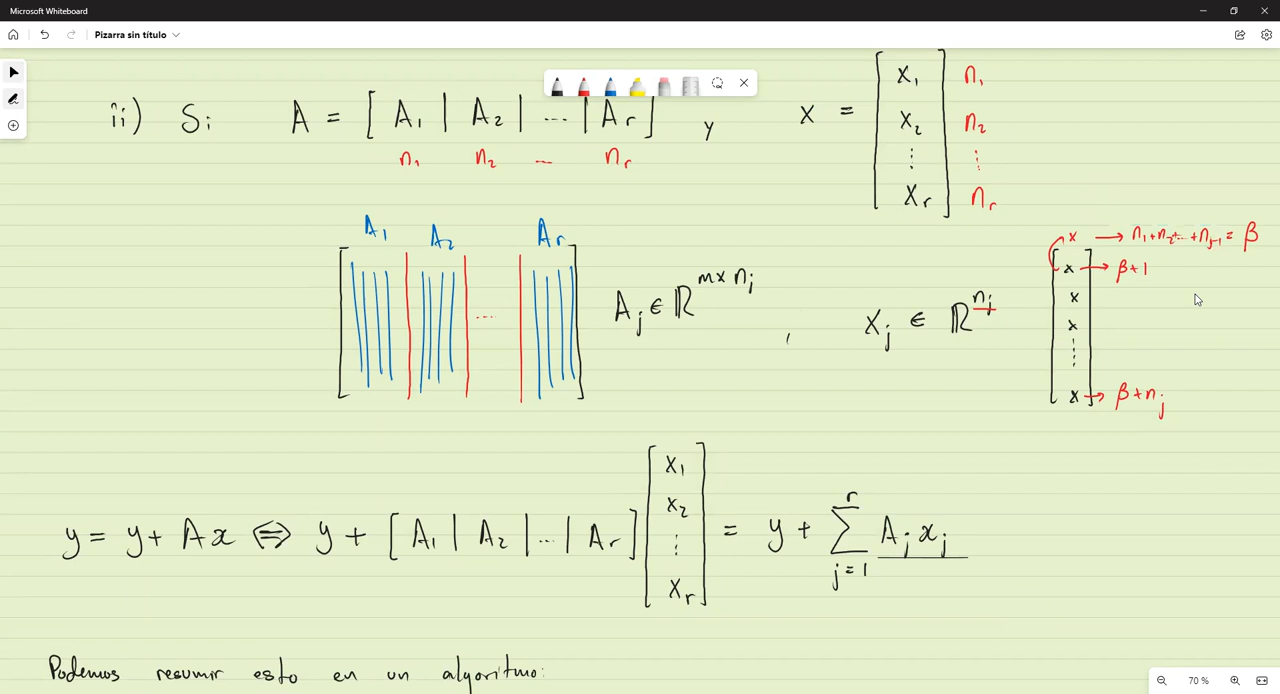 Microsoft Whiteboard
Pizarra sin título
ii) Si A = [ A₁ | A₂ | ... | Aᵣ ] y x = [ x₁ x₂ ⋮ xᵣ ] n₁ n₂ ⋮ nᵣ
n₁ n₂ ... nᵣ
A₁ A₂ Aᵣ
...
Aⱼ ∈ ℝ^{m×nⱼ} , xⱼ ∈ ℝ^{nⱼ}
x → n₁+n₂+...+nⱼ₋₁ = β
x → β+1
x
x
⋮
x → β+nⱼ
y = y + Ax ⟺ y + [ A₁ | A₂ | ... | Aᵣ ] [ x₁ x₂ ⋮ xᵣ ] = y + ∑_{j=1}^{r} Aⱼ xⱼ
Podemos resumir esto en un algoritmo:
70 %